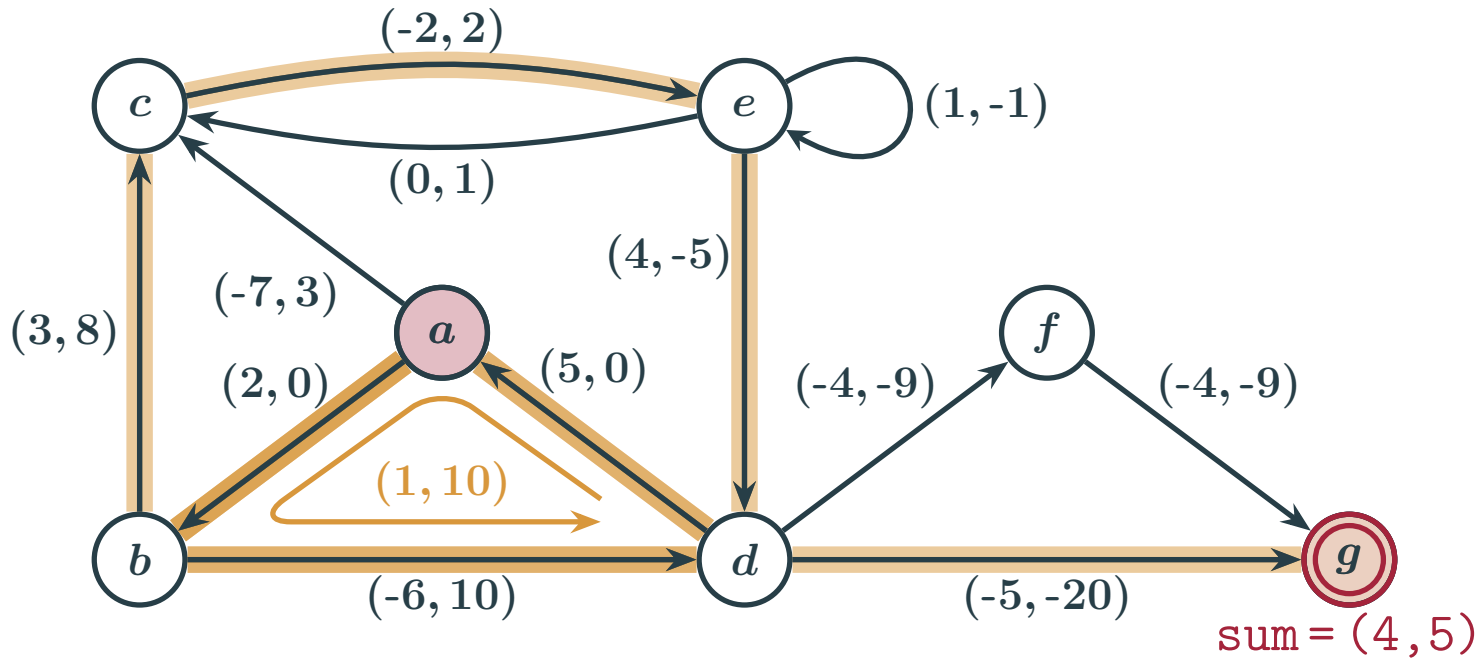 (-2, 2)
c
e
(1, -1)
(0, 1)
(4, -5)
(-7, 3)
(3, 8)
a
f
(2, 0)
(5, 0)
(-4, -9)
(-4, -9)
(1, 10)
b
d
g
(-6, 10)
(-5, -20)
sum = (4,5)